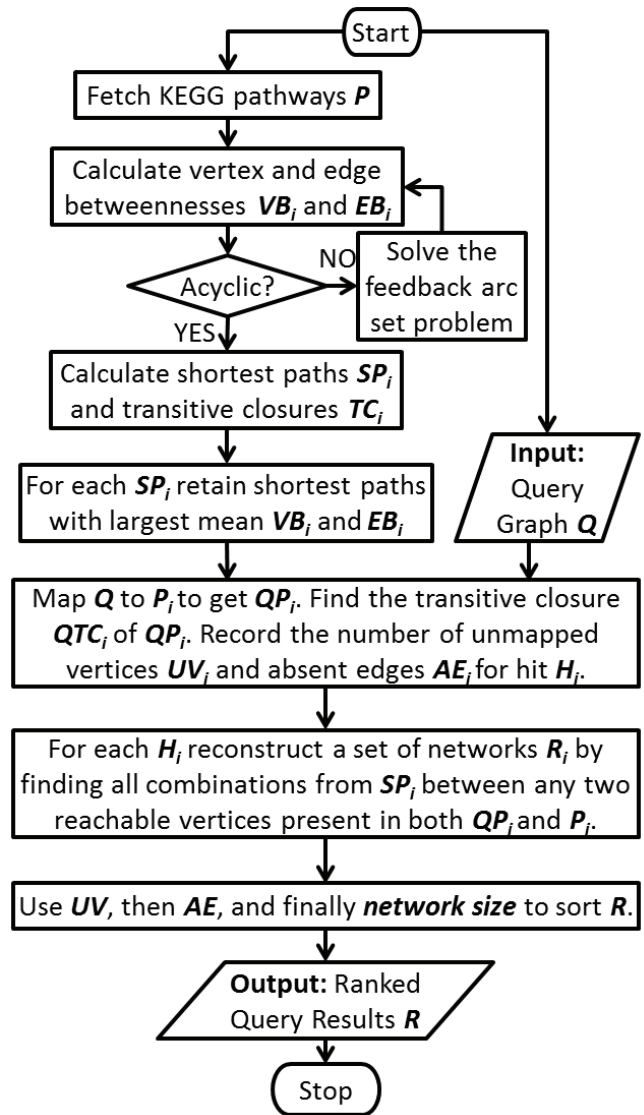 Start
Fetch KEGG pathways P
Calculate vertex and edge
betweennesses VBi and EBi
Acyclic?
NO
Solve the
feedback arc
set problem
YES
Calculate shortest paths SPi
and transitive closures TCi
For each SPi retain shortest paths
with largest mean VBi and EBi
Input:
Query
Graph Q
Map Q to Pi to get QPi. Find the transitive closure
QTCi of QPi. Record the number of unmapped
vertices UVi and absent edges AEi for hit Hi.
For each Hi reconstruct a set of networks Ri by
finding all combinations from SPi between any two
reachable vertices present in both QPi and Pi.
Use UV, then AE, and finally network size to sort R.
Output: Ranked
Query Results R
Stop